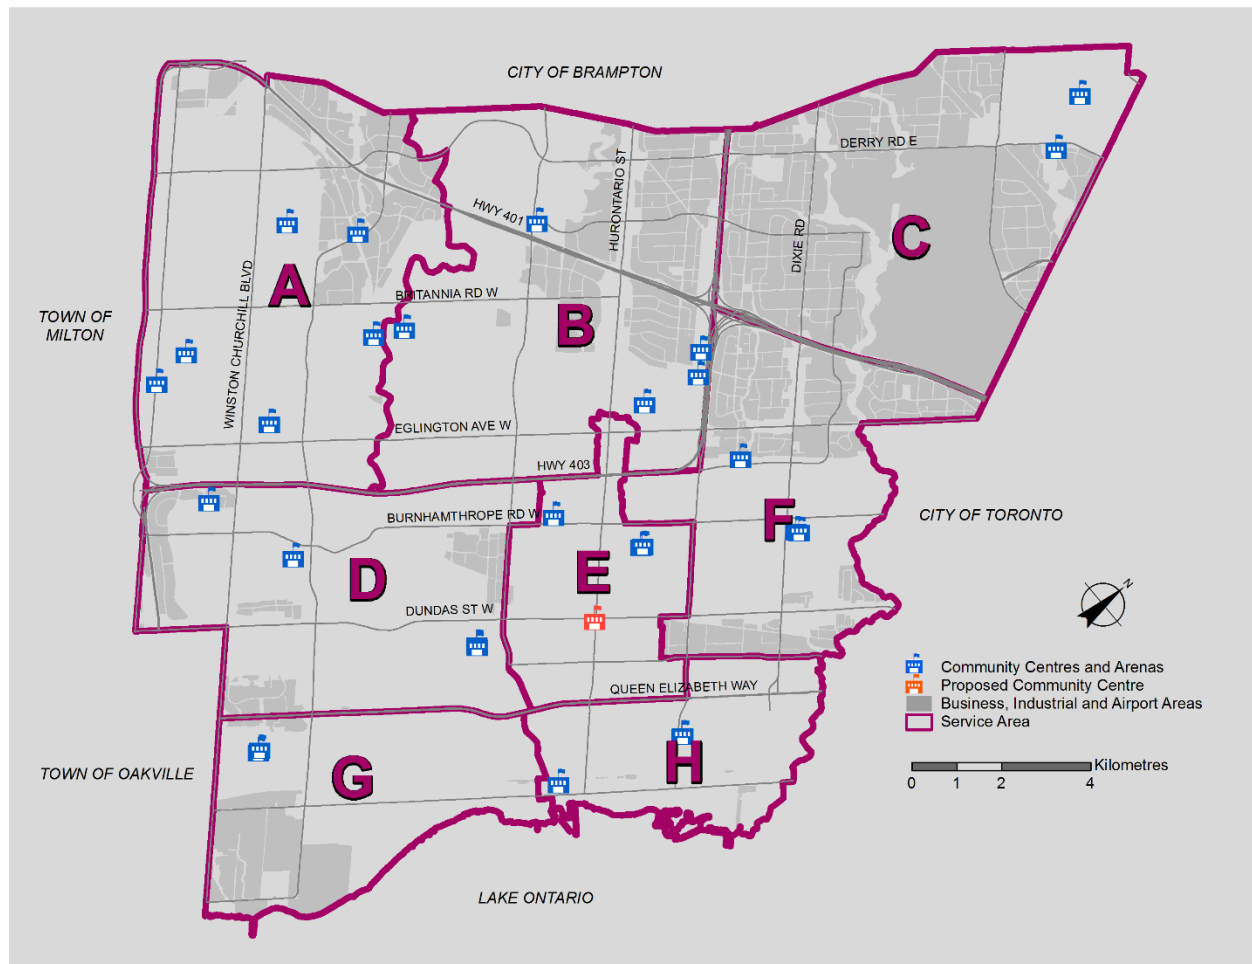 CITY OF BRAMPTON
DERRY RD E
HWY 401
HURONTARIO ST
DIXIE RD
C
A
BRITANNIA RD W
B
TOWN OF
MILTON
WINSTON CHURCHILL BLVD
EGLINGTON AVE W
HWY 403
BURNHAMTHROPE RD W
F
CITY OF TORONTO
D
E
N
DUNDAS ST W
QUEEN ELIZABETH WAY
Community Centres and Arenas
Proposed Community Centre
Business, Industrial and Airport Areas
Service Area
TOWN OF OAKVILLE
G
H
Kilometres
0 1 2 4
LAKE ONTARIO